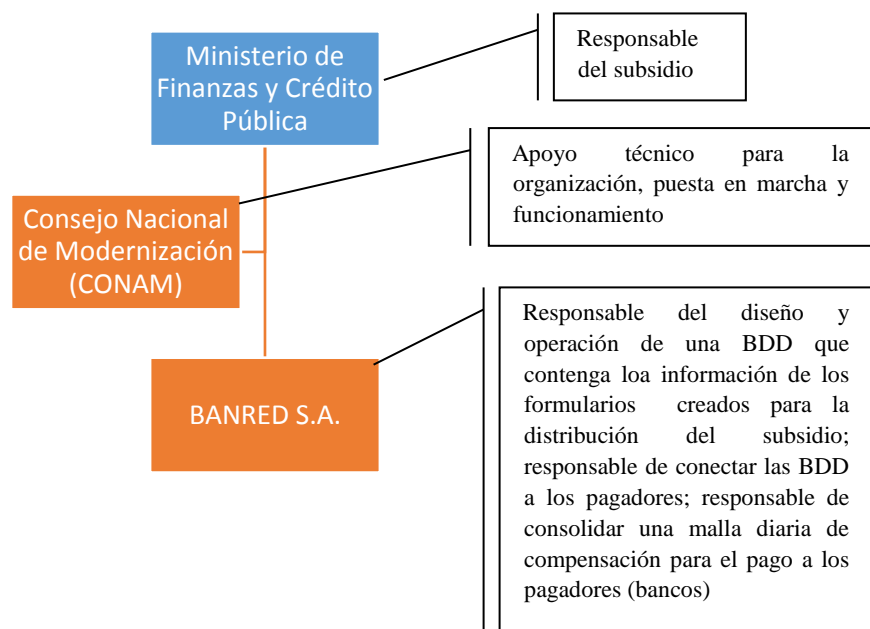 Ministerio de
Finanzas y Crédito
Pública
Responsable
del subsidio
Consejo Nacional
de Modernización
(CONAM)
Apoyo técnico para la
organización, puesta en marcha y
funcionamiento
BANRED S.A.
Responsable del diseño y
operación de una BDD que
contenga loa información de los
formularios creados para la
distribución del subsidio;
responsable de conectar las BDD
a los pagadores; responsable de
consolidar una malla diaria de
compensación para el pago a los
pagadores (bancos)